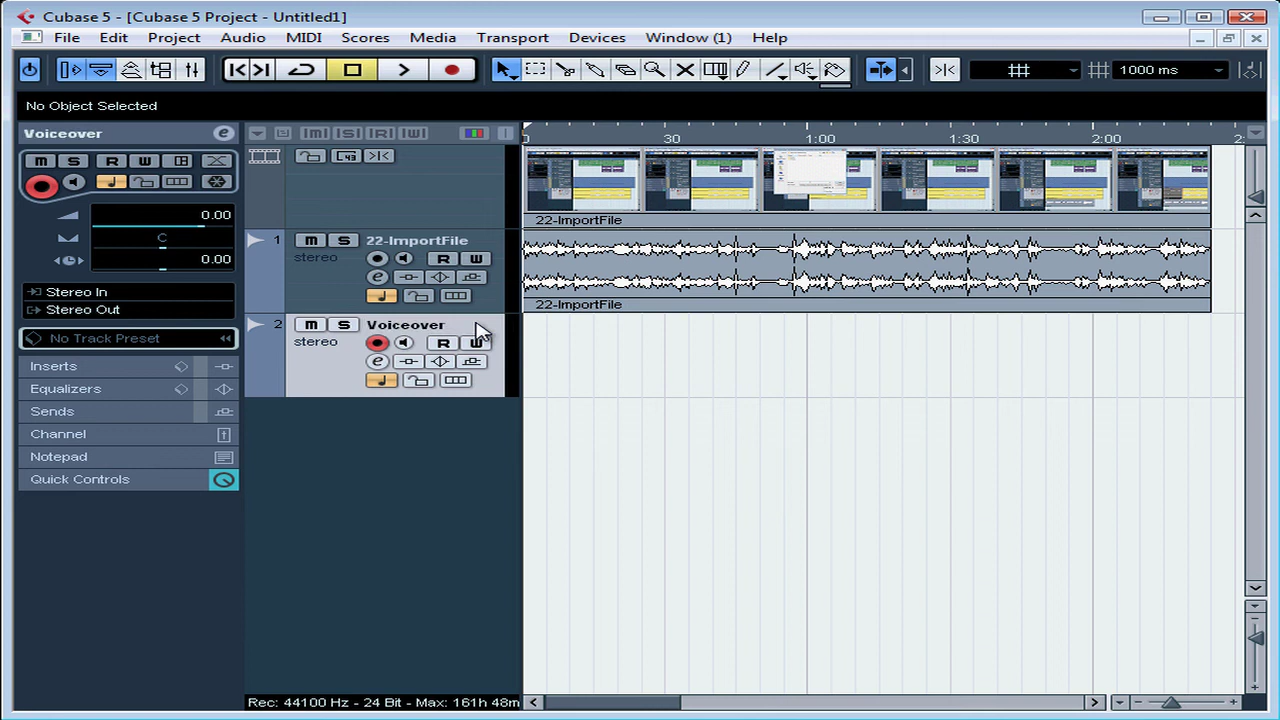 Cubase 5 - [Cubase 5 Project - Untitled1]
File Edit Project Audio MIDI Scores Media Transport Devices Window (1) Help
1000 ms
No Object Selected
Voiceover
M S R W
0.00
C
0.00
Stereo In
Stereo Out
No Track Preset
Inserts
Equalizers
Sends
Channel
Notepad
Quick Controls
[M] [S] [R] [W]
1 M S 22-ImportFile
stereo R W
2 M S Voiceover
stereo R W
0 30 1:00 1:30 2:00 2:
22-ImportFile
22-ImportFile
Rec: 44100 Hz - 24 Bit - Max: 161h 48m